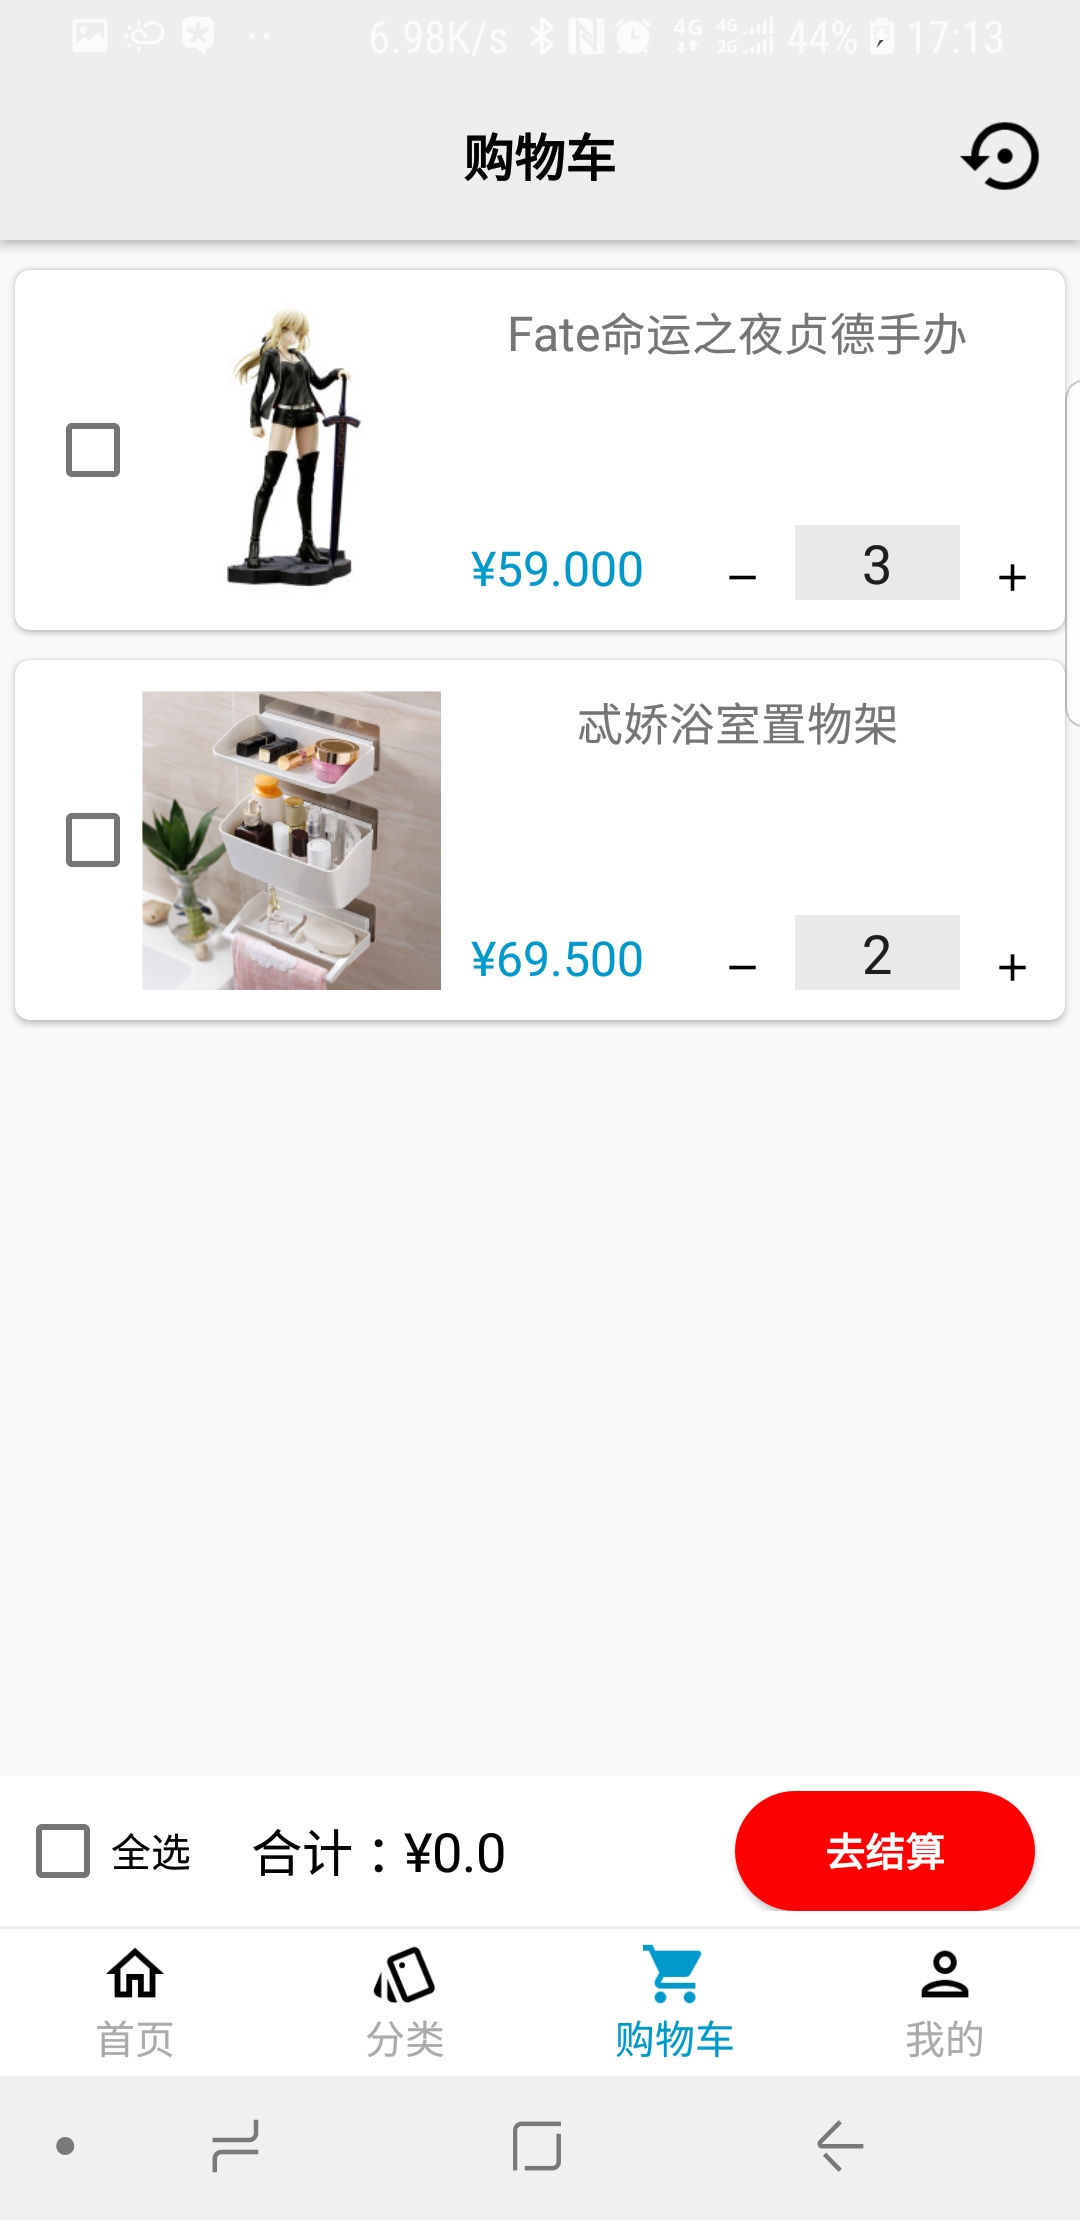 6.98K/s 4G 4G 2G 44% 17:13
购物车
Fate命运之夜贞德手办
¥59.000 − 3 +
忒娇浴室置物架
¥69.500 − 2 +
全选 合计：¥0.0 去结算
首页 分类 购物车 我的